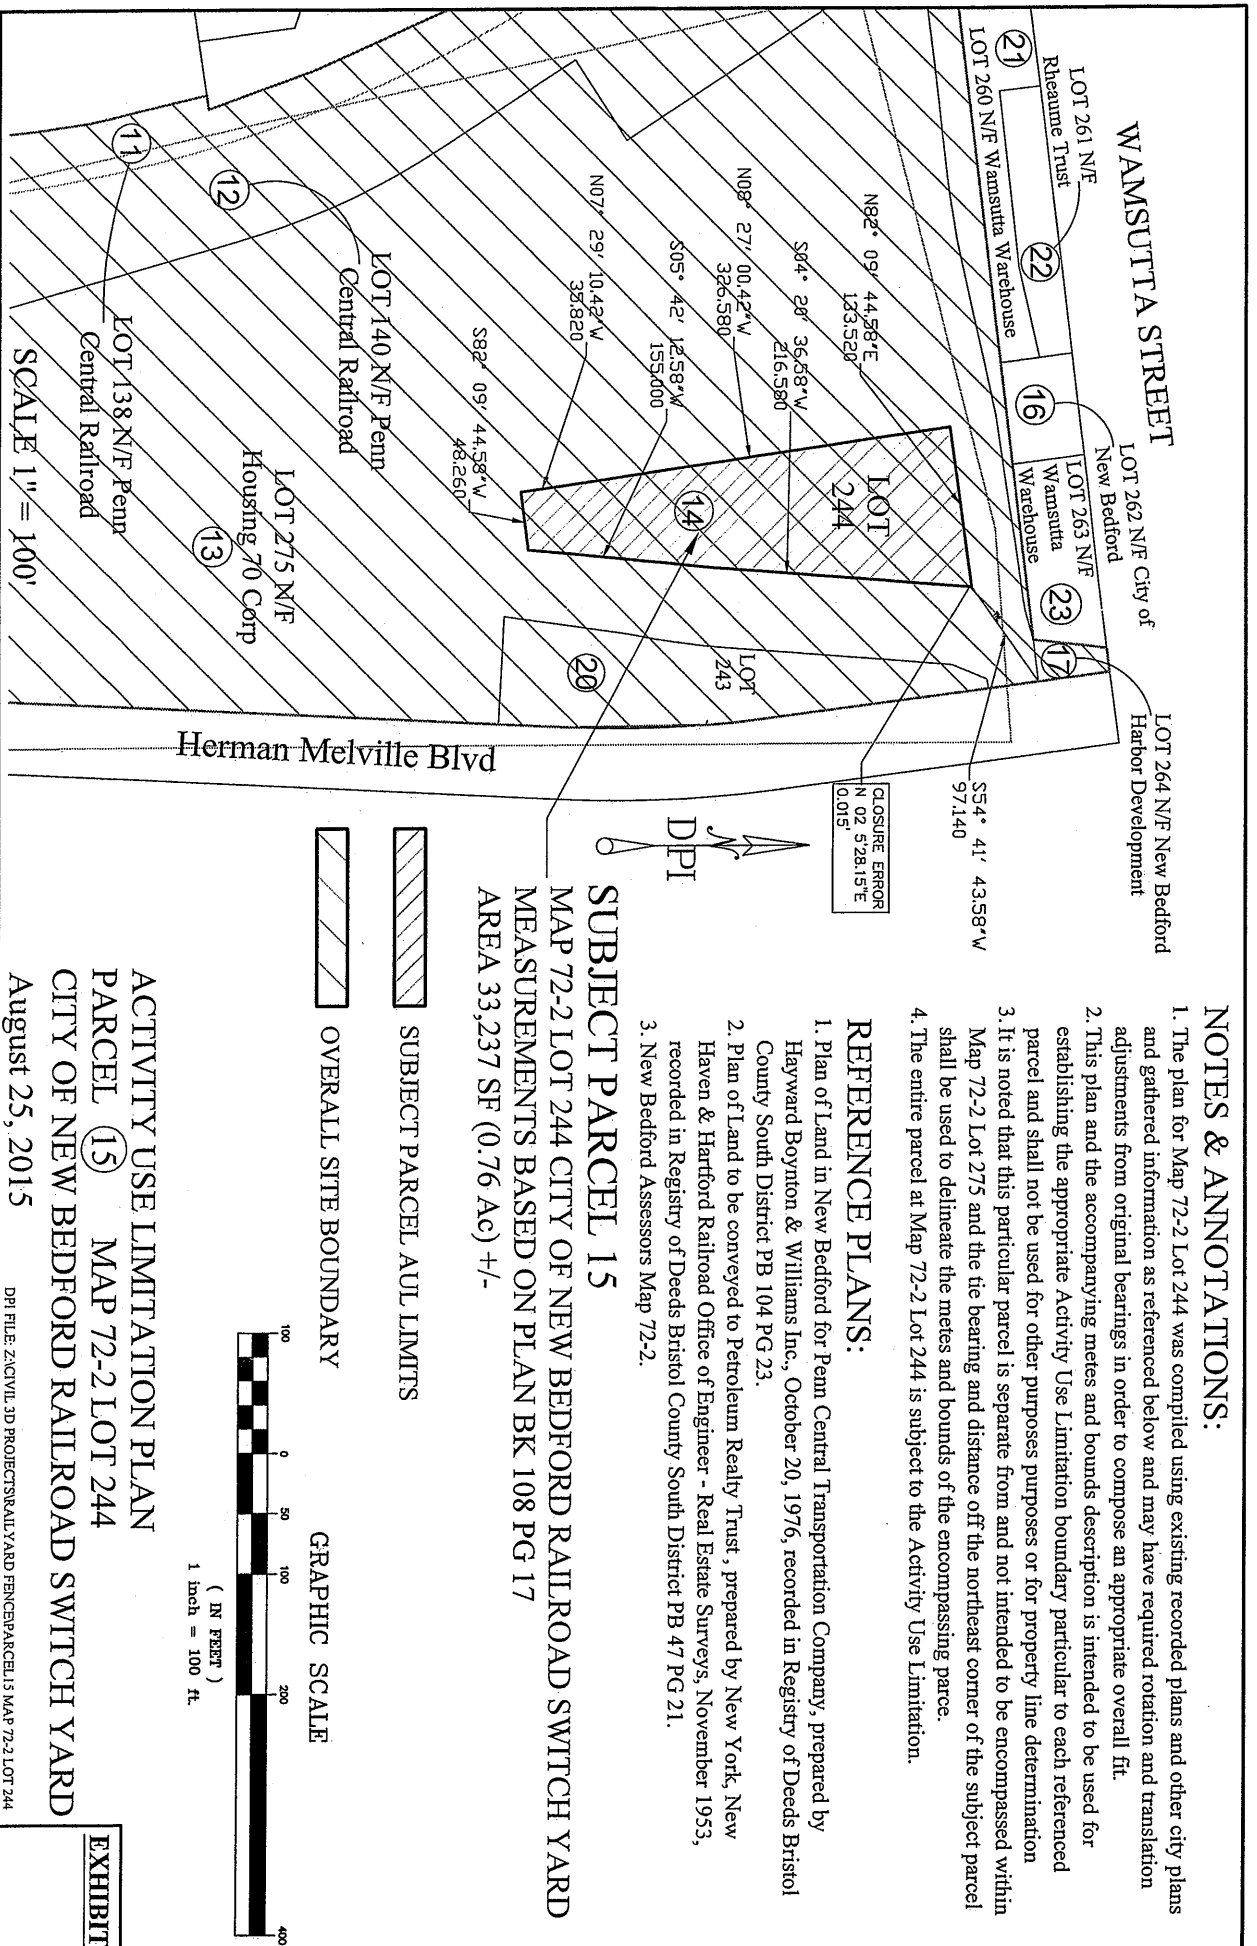 WAMSUTTA STREET
LOT 261 N/F
Rheaume Trust
21
22
LOT 260 N/F Wamsutta Warehouse
16
LOT 262 N/F City of
New Bedford
LOT 263 N/F
Wamsutta
Warehouse
23
17
LOT 264 N/F New Bedford
Harbor Development
N82° 09' 44.58"E
133.520
S04° 20' 36.58"W
216.580
N08° 27' 00.42"W
326.580
S05° 42' 12.58"W
155.000
N07° 29' 10.42"W
35.820
S82° 09' 44.58"W
48.260
S54° 41' 43.58"W
97.140
CLOSURE ERROR
N 02 5'28.15"E
0.015'
LOT
244
14
LOT
243
20
11
12
LOT 140 N/F Penn
Central Railroad
LOT 138 N/F Penn
Central Railroad
LOT 275 N/F
Housing 70 Corp
13
SCALE 1" = 100'
Herman Melville Blvd
DPI
NOTES & ANNOTATIONS:
1. The plan for Map 72-2 Lot 244 was compiled using existing recorded plans and other city plans
and gathered information as referenced below and may have required rotation and translation
adjustments from original bearings in order to compose an appropriate overall fit.
2. This plan and the accompanying metes and bounds description is intended to be used for
establishing the appropriate Activity Use Limitation boundary particular to each referenced
parcel and shall not be used for other purposes purposes or for property line determination
3. It is noted that this particular parcel is separate from and not intended to be encompassed within
Map 72-2 Lot 275 and the tie bearing and distance off the northeast corner of the subject parcel
shall be used to delineate the metes and bounds of the encompassing parce.
4. The entire parcel at Map 72-2 Lot 244 is subject to the Activity Use Limitation.
REFERENCE PLANS:
1. Plan of Land in New Bedford for Penn Central Transportation Company, prepared by
Hayward Boynton & Williams Inc., October 20, 1976, recorded in Registry of Deeds Bristol
County South District PB 104 PG 23.
2. Plan of Land to be conveyed to Petroleum Realty Trust , prepared by New York, New
Haven & Hartford Railroad Office of Engineer - Real Estate Surveys, November 1953,
recorded in Registry of Deeds Bristol County South District PB 47 PG 21.
3. New Bedford Assessors Map 72-2.
SUBJECT PARCEL 15
MAP 72-2 LOT 244 CITY OF NEW BEDFORD RAILROAD SWITCH YARD
MEASUREMENTS BASED ON PLAN BK 108 PG 17
AREA 33,237 SF (0.76 Ac) +/-
SUBJECT PARCEL AUL LIMITS
OVERALL SITE BOUNDARY
GRAPHIC SCALE
100 0 50 100 200 400
( IN FEET )
1 inch = 100 ft.
ACTIVITY USE LIMITATION PLAN
PARCEL 15 MAP 72-2 LOT 244
CITY OF NEW BEDFORD RAILROAD SWITCH YARD
August 25, 2015
DPI FILE: Z:\CIVIL 3D PROJECTS\RAILYARD FENCE\PARCEL15 MAP 72-2 LOT 244
EXHIBIT